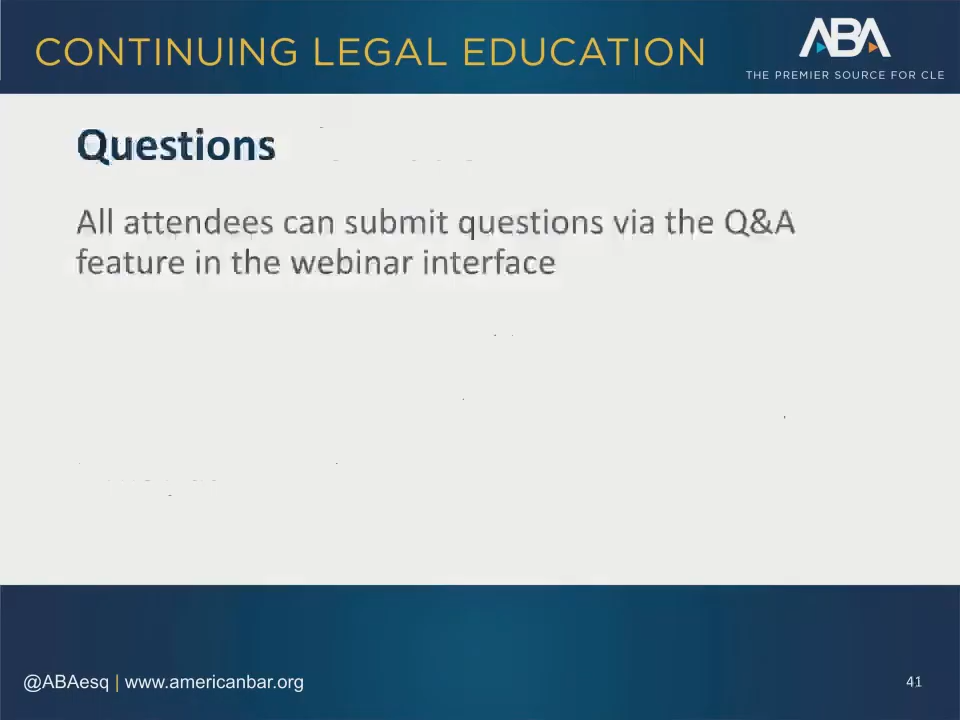 CONTINUING LEGAL EDUCATION
ABA
THE PREMIER SOURCE FOR CLE
Questions
All attendees can submit questions via the Q&A
feature in the webinar interface
@ABAesq | www.americanbar.org
41